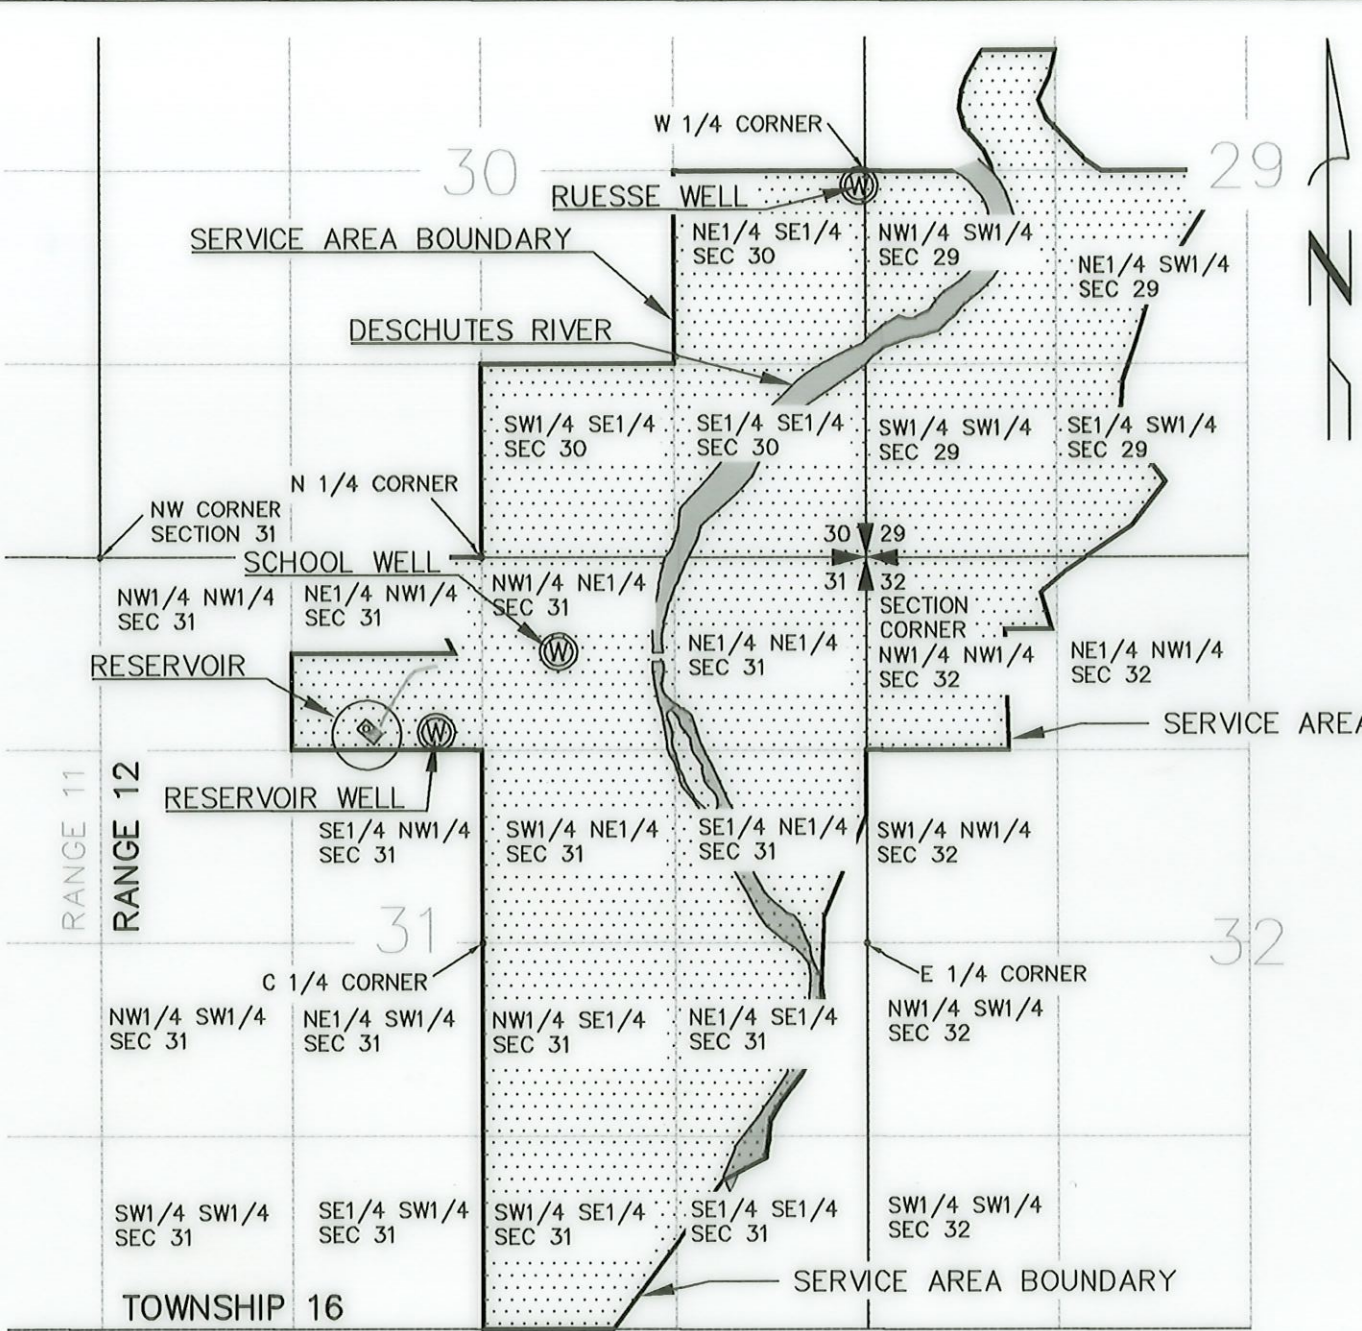 W 1/4 CORNER
30
29
RUESSE WELL
W
NE1/4 SE1/4
SEC 30
NW1/4 SW1/4
SEC 29
SERVICE AREA BOUNDARY
NE1/4 SW1/4
SEC 29
N
DESCHUTES RIVER
SW1/4 SE1/4
SEC 30
SE1/4 SE1/4
SEC 30
SW1/4 SW1/4
SEC 29
SE1/4 SW1/4
SEC 29
N 1/4 CORNER
NW CORNER
SECTION 31
30 29
31 32
SECTION
CORNER
SCHOOL WELL
W
NW1/4 NW1/4
SEC 31
NE1/4 NW1/4
SEC 31
NW1/4 NE1/4
SEC 31
NE1/4 NE1/4
SEC 31
NW1/4 NW1/4
SEC 32
NE1/4 NW1/4
SEC 32
RESERVOIR
W
SERVICE AREA
RANGE 11
RANGE 12
RESERVOIR WELL
SE1/4 NW1/4
SEC 31
SW1/4 NE1/4
SEC 31
SE1/4 NE1/4
SEC 31
SW1/4 NW1/4
SEC 32
31
32
C 1/4 CORNER
E 1/4 CORNER
NW1/4 SW1/4
SEC 31
NE1/4 SW1/4
SEC 31
NW1/4 SE1/4
SEC 31
NE1/4 SE1/4
SEC 31
NW1/4 SW1/4
SEC 32
SW1/4 SW1/4
SEC 31
SE1/4 SW1/4
SEC 31
SW1/4 SE1/4
SEC 31
SE1/4 SE1/4
SEC 31
SW1/4 SW1/4
SEC 32
SERVICE AREA BOUNDARY
TOWNSHIP 16